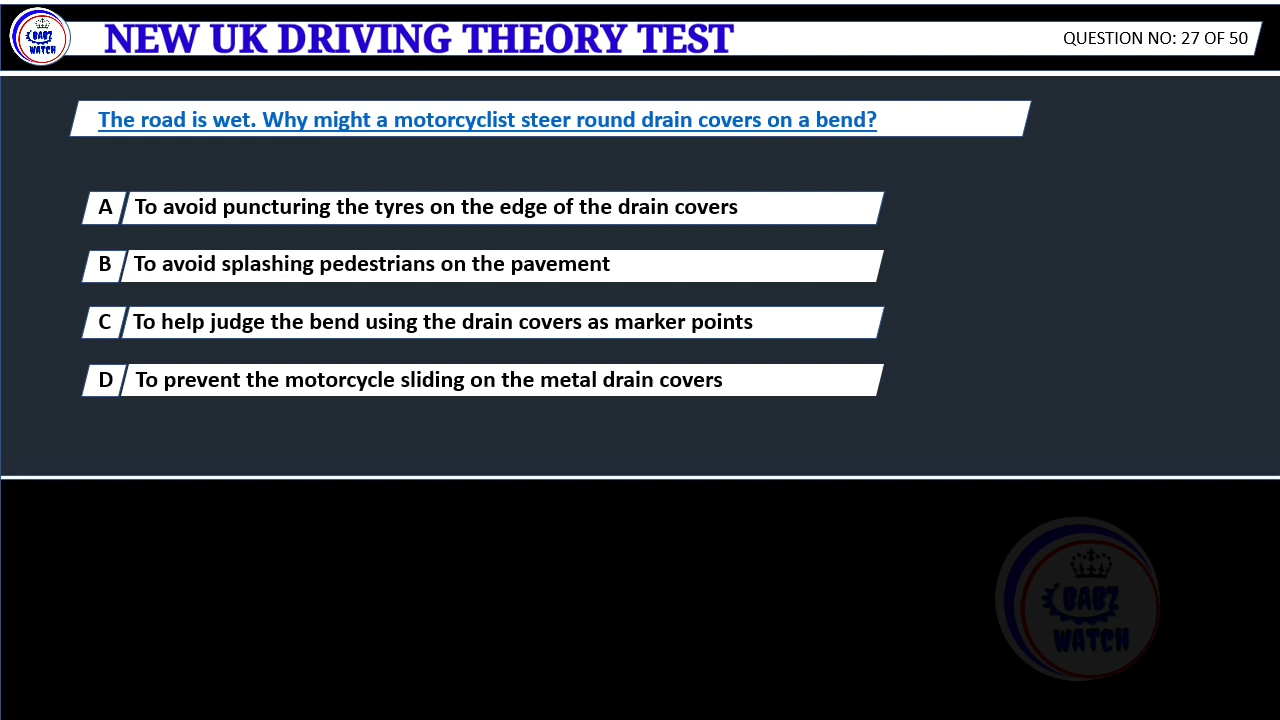 BABZ
WATCH
NEW UK DRIVING THEORY TEST
QUESTION NO: 27 OF 50
The road is wet. Why might a motorcyclist steer round drain covers on a bend?
A To avoid puncturing the tyres on the edge of the drain covers
B To avoid splashing pedestrians on the pavement
C To help judge the bend using the drain covers as marker points
D To prevent the motorcycle sliding on the metal drain covers
BABZ
WATCH